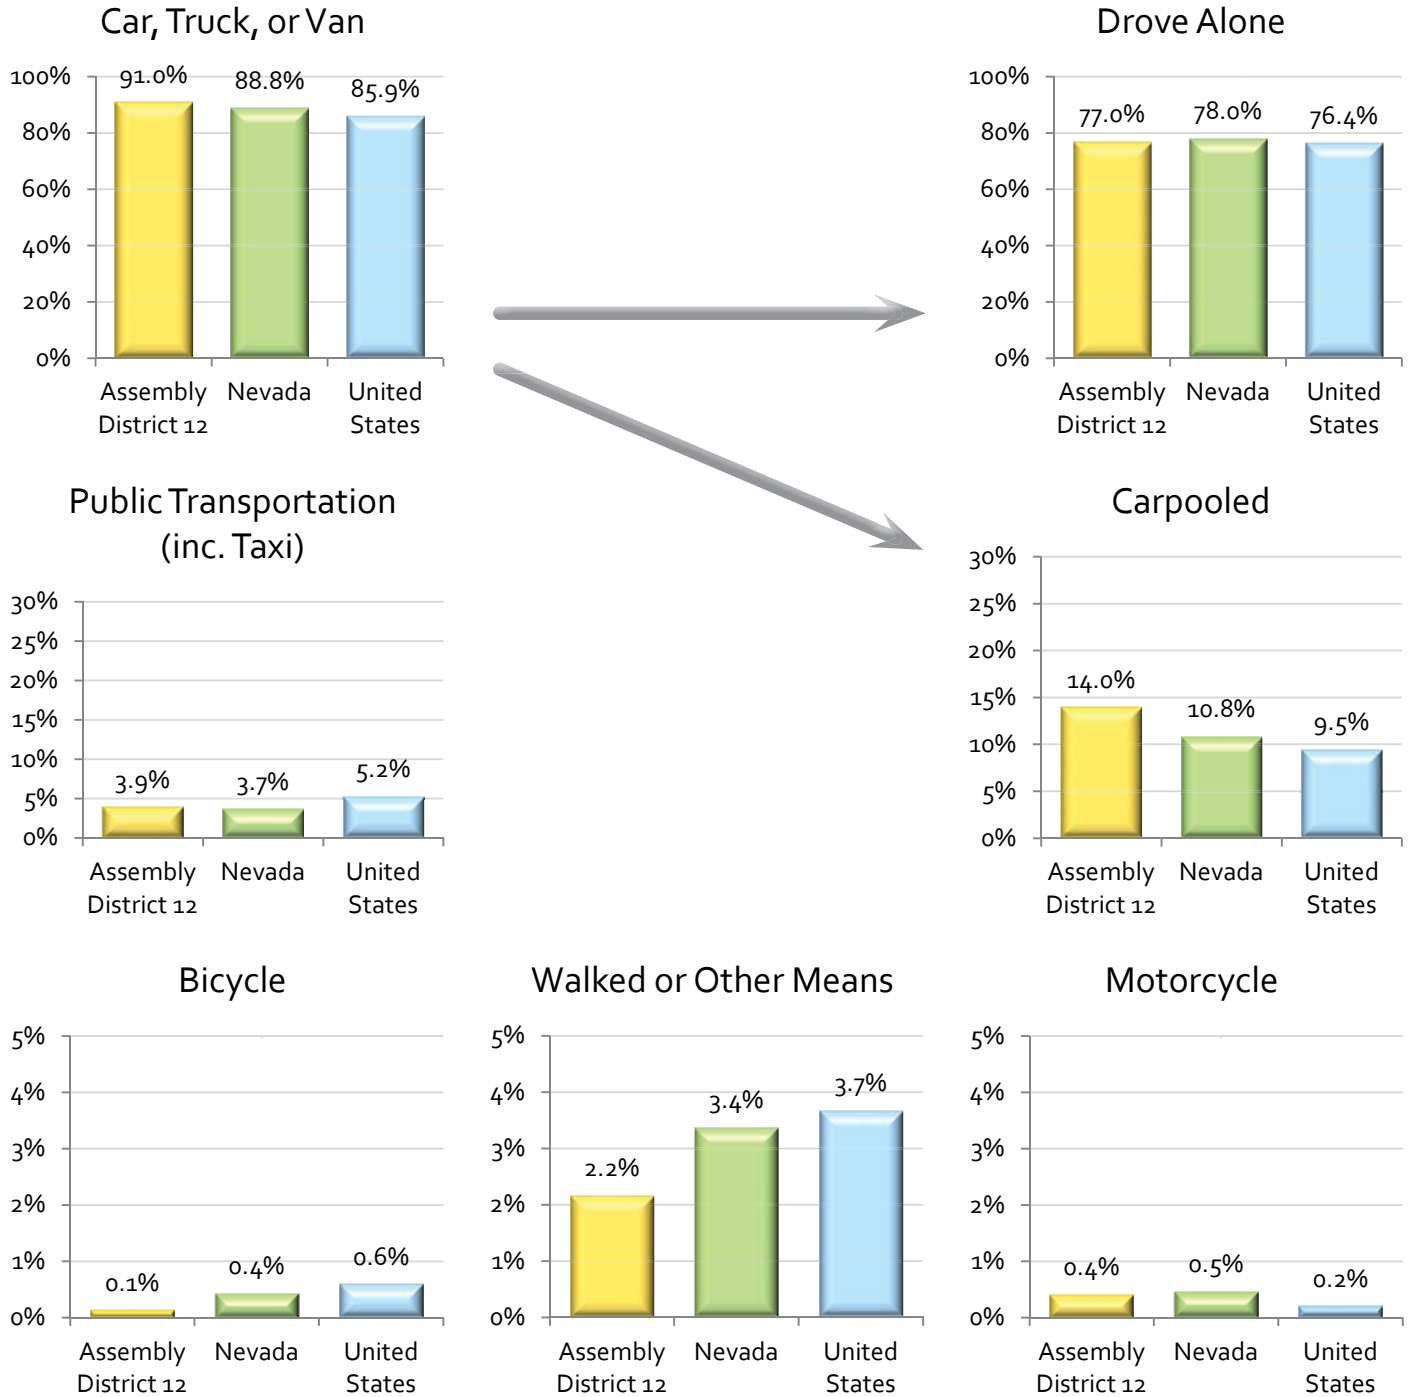 Car, Truck, or Van
100%
80%
60%
40%
20%
0%
91.0%
88.8%
85.9%
Assembly
District 12
Nevada
United
States
Drove Alone
100%
80%
60%
40%
20%
0%
77.0%
78.0%
76.4%
Assembly
District 12
Nevada
United
States
Public Transportation
(inc. Taxi)
30%
25%
20%
15%
10%
5%
0%
3.9%
3.7%
5.2%
Assembly
District 12
Nevada
United
States
Carpooled
30%
25%
20%
15%
10%
5%
0%
14.0%
10.8%
9.5%
Assembly
District 12
Nevada
United
States
Bicycle
5%
4%
3%
2%
1%
0%
0.1%
0.4%
0.6%
Assembly
District 12
Nevada
United
States
Walked or Other Means
5%
4%
3%
2%
1%
0%
2.2%
3.4%
3.7%
Assembly
District 12
Nevada
United
States
Motorcycle
5%
4%
3%
2%
1%
0%
0.4%
0.5%
0.2%
Assembly
District 12
Nevada
United
States